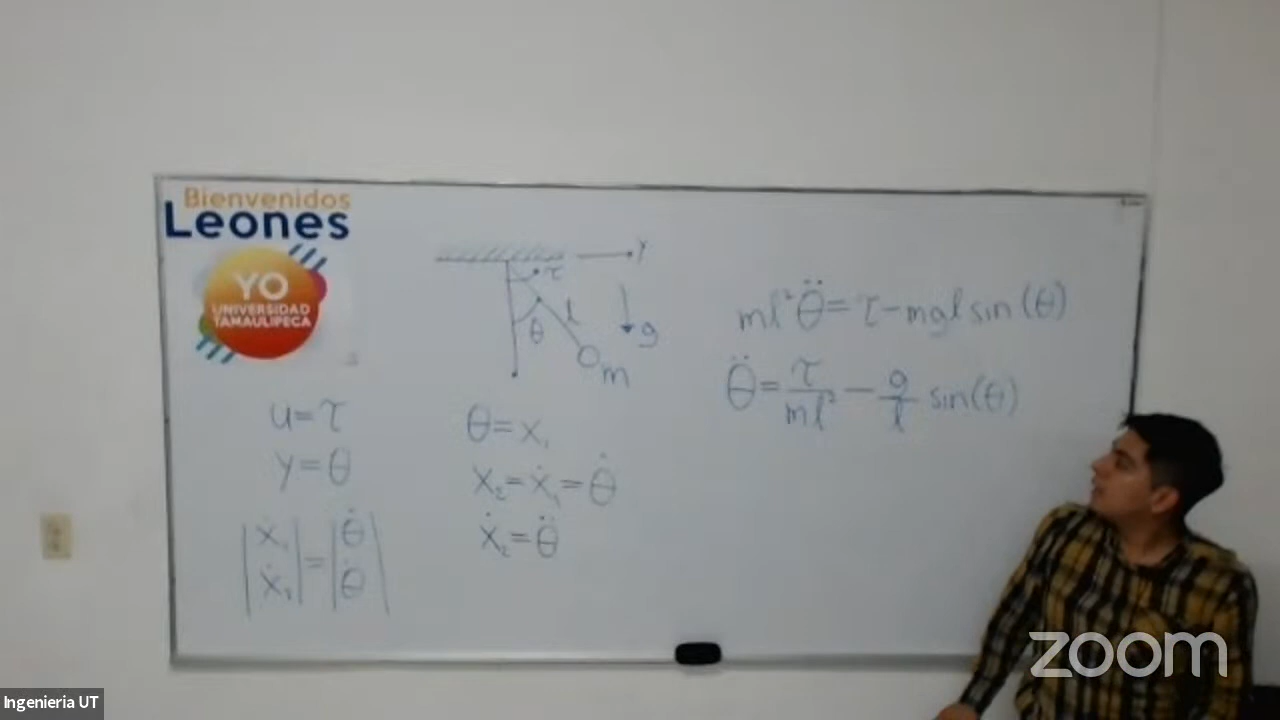 Bienvenidos
Leones
YO
UNIVERSIDAD
TAMAULIPECA
Y
τ
θ
l
g
m
ml²θ̈=τ-mgl sin(θ)
θ̈=τ/ml² - g/l sin(θ)
u=τ
y=θ
θ=x₁
x₂=ẋ₁=θ̇
ẋ₂=θ̈
|ẋ₁| = |θ̇|
|ẋ₂| |θ̈|
zoom
Ingenieria UT